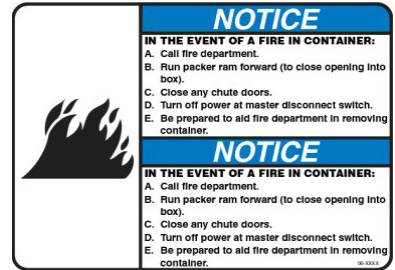 NOTICE
IN THE EVENT OF A FIRE IN CONTAINER:
A. Call fire department.
B. Run packer ram forward (to close opening into
box).
C. Close any chute doors.
D. Turn off power at master disconnect switch.
E. Be prepared to aid fire department in removing
container.
NOTICE
IN THE EVENT OF A FIRE IN CONTAINER:
A. Call fire department.
B. Run packer ram forward (to close opening into
box).
C. Close any chute doors.
D. Turn off power at master disconnect switch.
E. Be prepared to aid fire department in removing
container.
06-XXXX